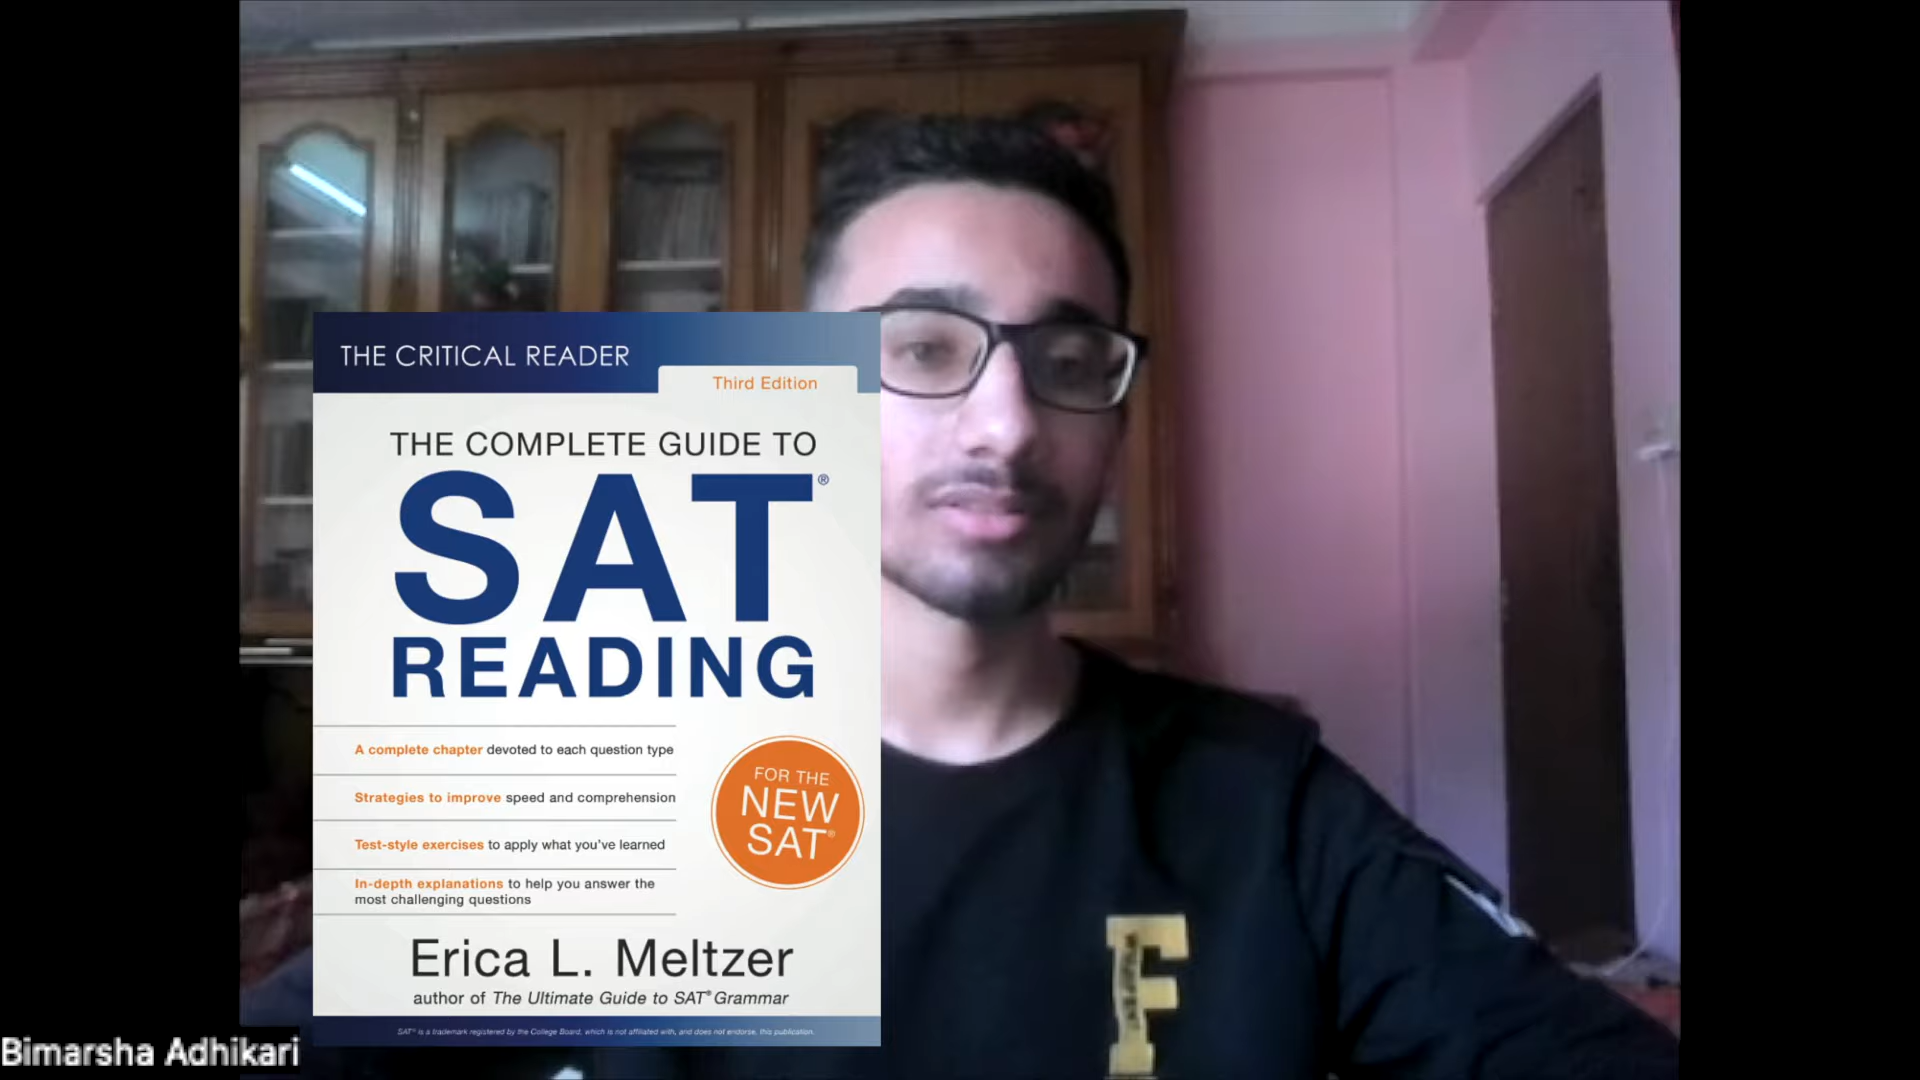 THE CRITICAL READER
Third Edition
THE COMPLETE GUIDE TO
SAT®
READING
A complete chapter devoted to each question type
Strategies to improve speed and comprehension
Test-style exercises to apply what you've learned
In-depth explanations to help you answer the
most challenging questions
FOR THE
NEW
SAT®
Erica L. Meltzer
author of The Ultimate Guide to SAT® Grammar
SAT® is a trademark registered by the College Board, which is not affiliated with, and does not endorse, this publication.
F
Bimarsha Adhikari